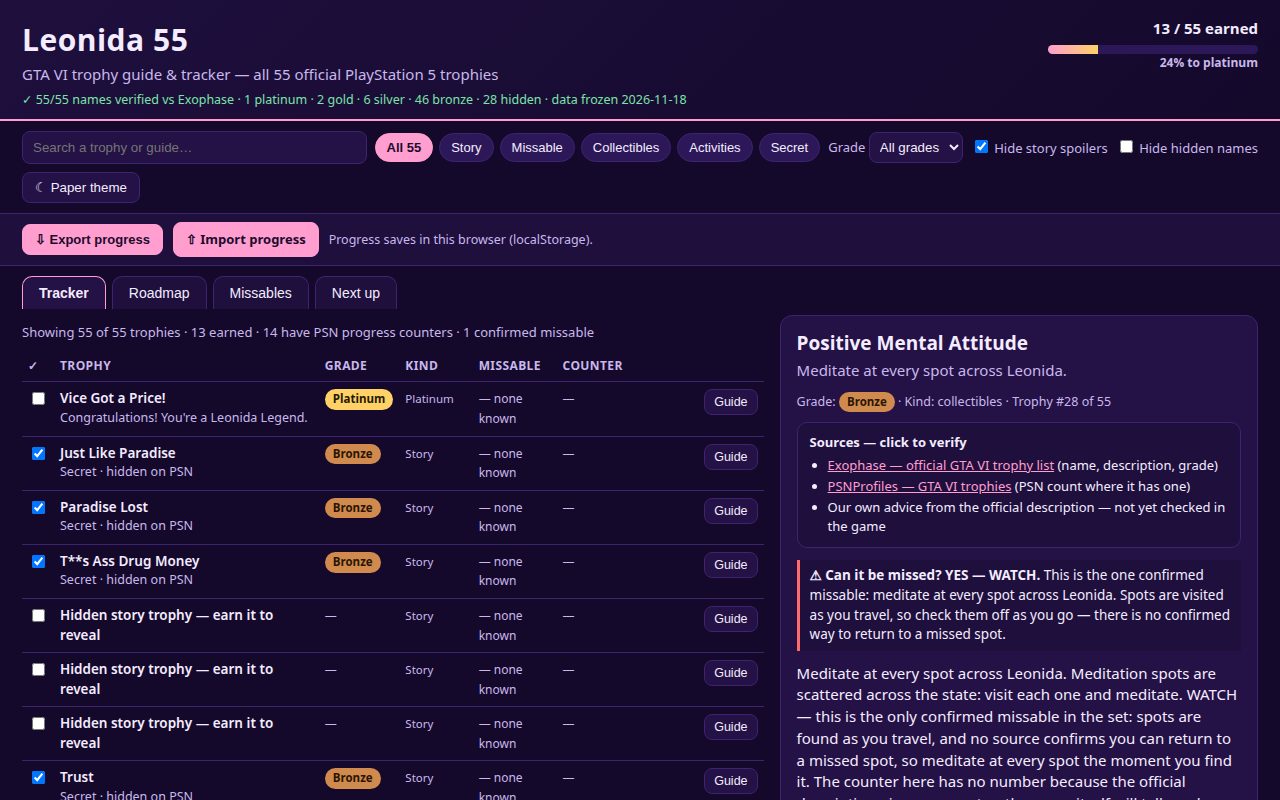 Leonida 55
13 / 55 earned
24% to platinum
GTA VI trophy guide & tracker — all 55 official PlayStation 5 trophies
✓ 55/55 names verified vs Exophase · 1 platinum · 2 gold · 6 silver · 46 bronze · 28 hidden · data frozen 2026-11-18
Search a trophy or guide… All 55 Story Missable Collectibles Activities Secret Grade All grades Hide story spoilers Hide hidden names
☾ Paper theme
⇩ Export progress ⇧ Import progress Progress saves in this browser (localStorage).
Tracker Roadmap Missables Next up
Showing 55 of 55 trophies · 13 earned · 14 have PSN progress counters · 1 confirmed missable
✓ TROPHY GRADE KIND MISSABLE COUNTER
Vice Got a Price! Platinum Platinum — none — Guide
Congratulations! You're a Leonida Legend. known
Just Like Paradise Bronze Story — none — Guide
Secret · hidden on PSN known
Paradise Lost Bronze Story — none — Guide
Secret · hidden on PSN known
T**s Ass Drug Money Bronze Story — none — Guide
Secret · hidden on PSN known
Hidden story trophy — earn it to — Story — none — Guide
reveal known
Hidden story trophy — earn it to — Story — none — Guide
reveal known
Hidden story trophy — earn it to — Story — none — Guide
reveal known
Trust Bronze Story — none — Guide
Secret · hidden on PSN known
Positive Mental Attitude
Meditate at every spot across Leonida.
Grade: Bronze · Kind: collectibles · Trophy #28 of 55
Sources — click to verify
Exophase — official GTA VI trophy list (name, description, grade)
PSNProfiles — GTA VI trophies (PSN count where it has one)
Our own advice from the official description — not yet checked in
the game
⚠ Can it be missed? YES — WATCH. This is the one confirmed
missable: meditate at every spot across Leonida. Spots are visited
as you travel, so check them off as you go — there is no confirmed
way to return to a missed spot.
Meditate at every spot across Leonida. Meditation spots are
scattered across the state: visit each one and meditate. WATCH
— this is the only confirmed missable in the set: spots are
found as you travel, and no source confirms you can return to
a missed spot, so meditate at every spot the moment you find
it. The counter here has no number because the official